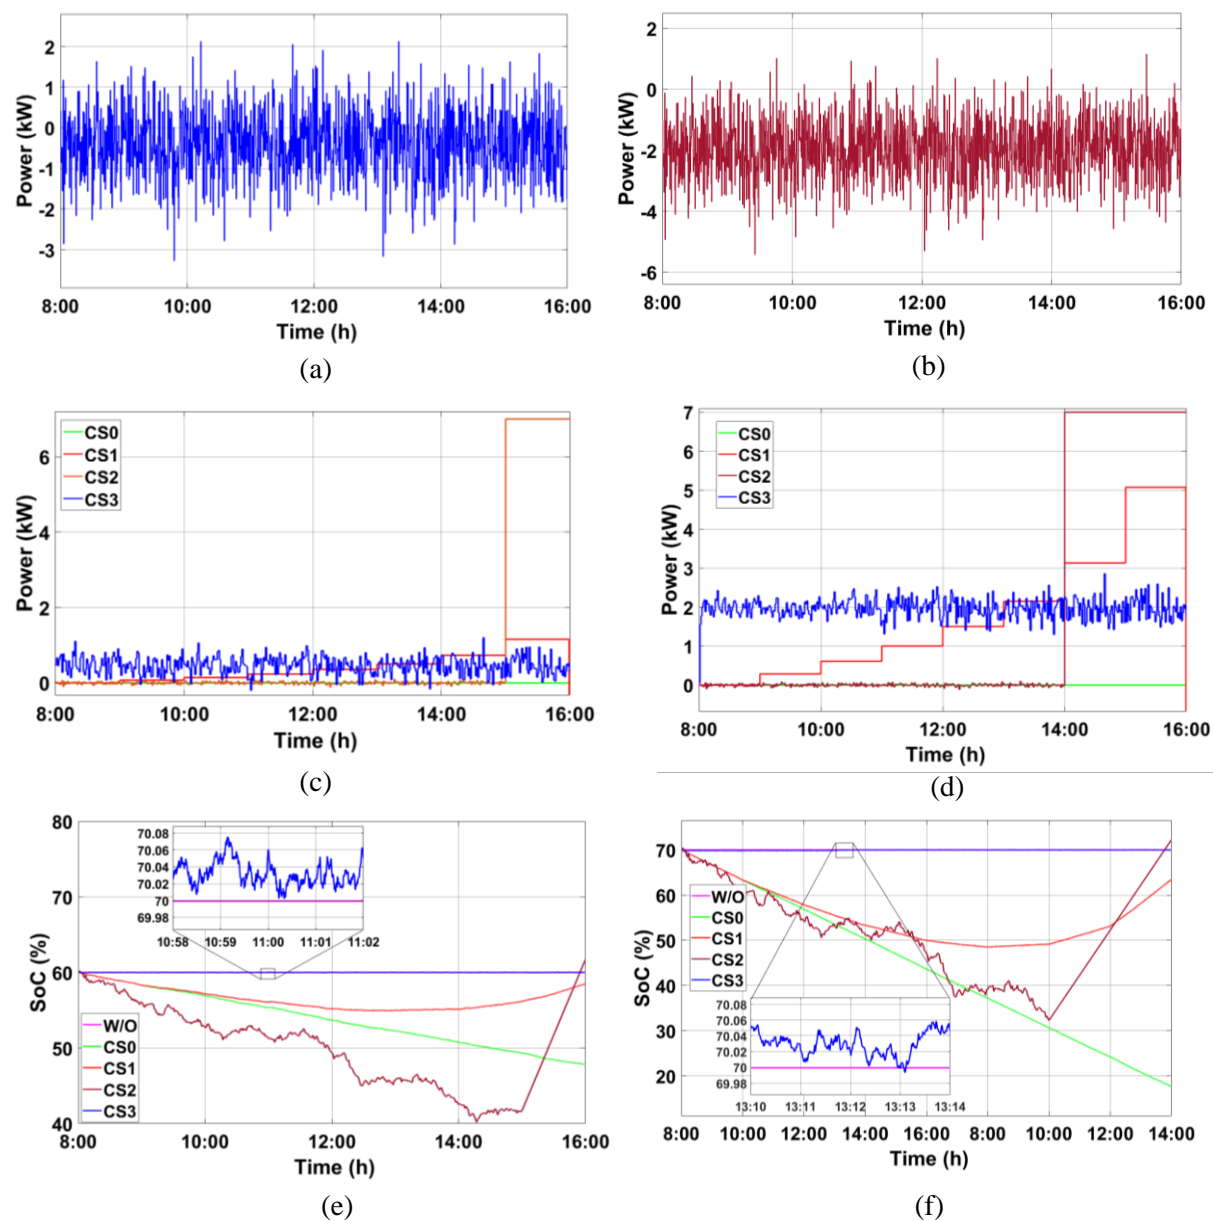 2
1
0
-1
-2
-3
Power (kW)
8:00 10:00 12:00 14:00 16:00
Time (h)
(a)
2
0
-2
-4
-6
Power (kW)
8:00 10:00 12:00 14:00 16:00
Time (h)
(b)
CS0
CS1
CS2
CS3
6
4
2
0
Power (kW)
8:00 10:00 12:00 14:00 16:00
Time (h)
(c)
7
6
5
4
3
2
1
0
CS0
CS1
CS2
CS3
Power (kW)
8:00 10:00 12:00 14:00 16:00
Time (h)
(d)
80
70
60
50
40
SoC (%)
70.08
70.06
70.04
70.02
70
69.98
10:58 10:59 11:00 11:01 11:02
W/O
CS0
CS1
CS2
CS3
8:00 10:00 12:00 14:00 16:00
Time (h)
(e)
70
60
50
40
30
20
SoC (%)
W/O
CS0
CS1
CS2
CS3
70.08
70.06
70.04
70.02
70
69.98
13:10 13:11 13:12 13:13 13:14
8:00 10:00 12:00 14:00 16:00 8:00 10:00 12:00 14:00
Time (h)
(f)